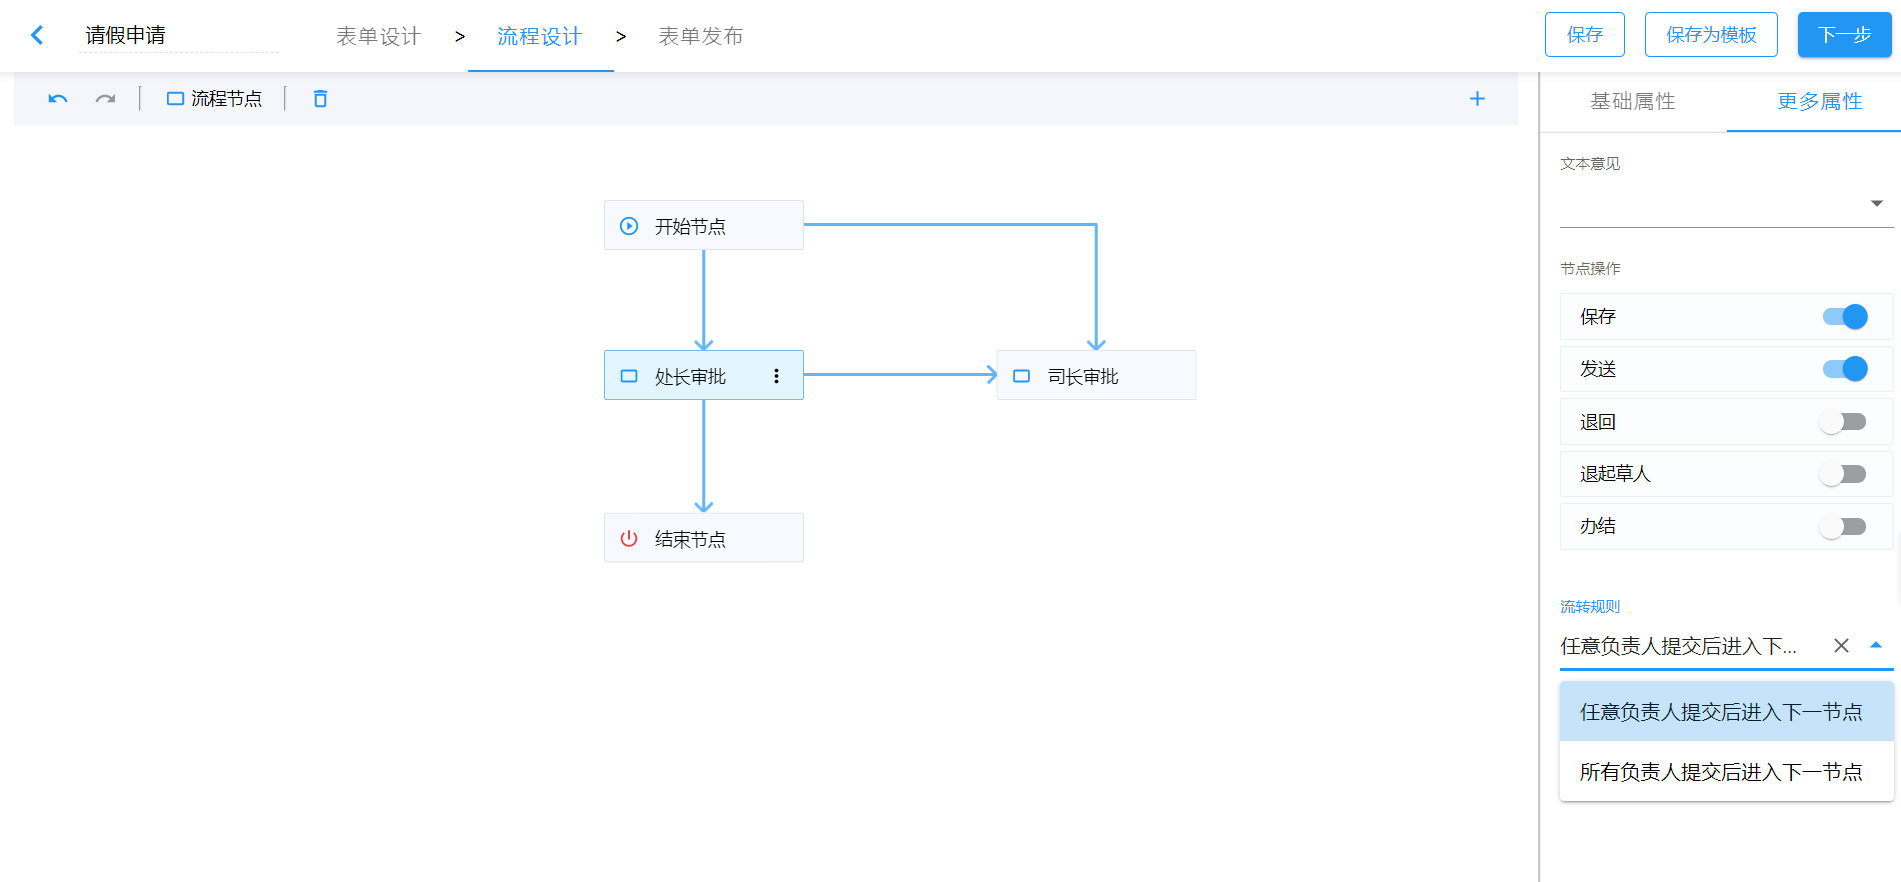 请假申请
表单设计 > 流程设计 > 表单发布
保存
保存为模板
下一步
流程节点
基础属性
更多属性
开始节点
处长审批
司长审批
结束节点
文本意见
节点操作
保存
发送
退回
退起草人
办结
流转规则
任意负责人提交后进入下...
任意负责人提交后进入下一节点
所有负责人提交后进入下一节点